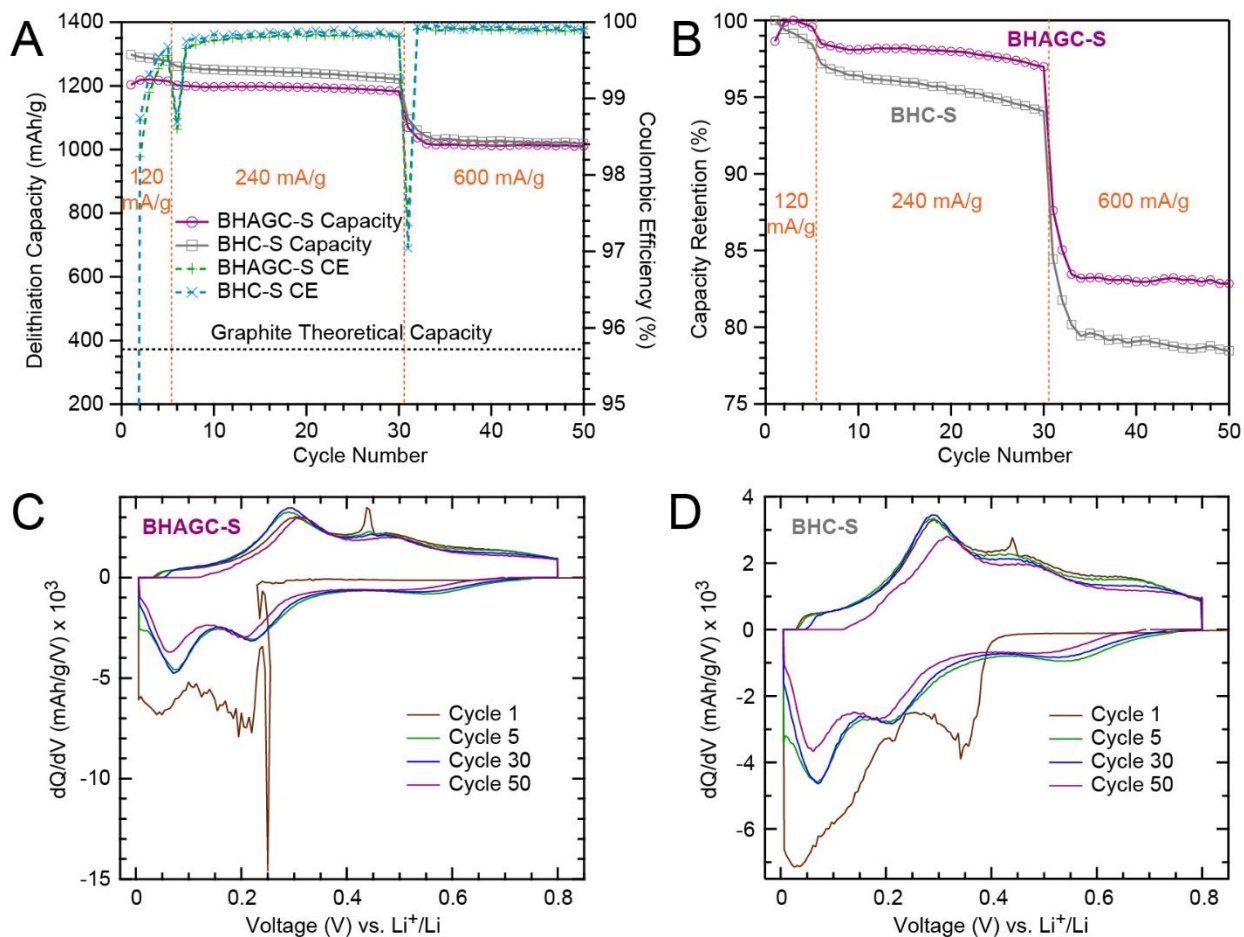 A
Delithiation Capacity (mAh/g)
1400
1200
1000
800
600
400
200
100
99
98
97
96
95
Coulombic Efficiency (%)
120 mA/g
240 mA/g
600 mA/g
BHAGC-S Capacity
BHC-S Capacity
BHAGC-S CE
BHC-S CE
Graphite Theoretical Capacity
0 10 20 30 40 50
Cycle Number
B
Capacity Retention (%)
100
95
90
85
80
75
BHAGC-S
BHC-S
120 mA/g
240 mA/g
600 mA/g
0 10 20 30 40 50
Cycle Number
C
BHAGC-S
dQ/dV (mAh/g/V) x 10³
0
-5
-10
-15
Cycle 1
Cycle 5
Cycle 30
Cycle 50
0 0.2 0.4 0.6 0.8
Voltage (V) vs. Li⁺/Li
D
BHC-S
dQ/dV (mAh/g/V) x 10³
4
2
0
-2
-4
-6
Cycle 1
Cycle 5
Cycle 30
Cycle 50
0 0.2 0.4 0.6 0.8
Voltage (V) vs. Li⁺/Li